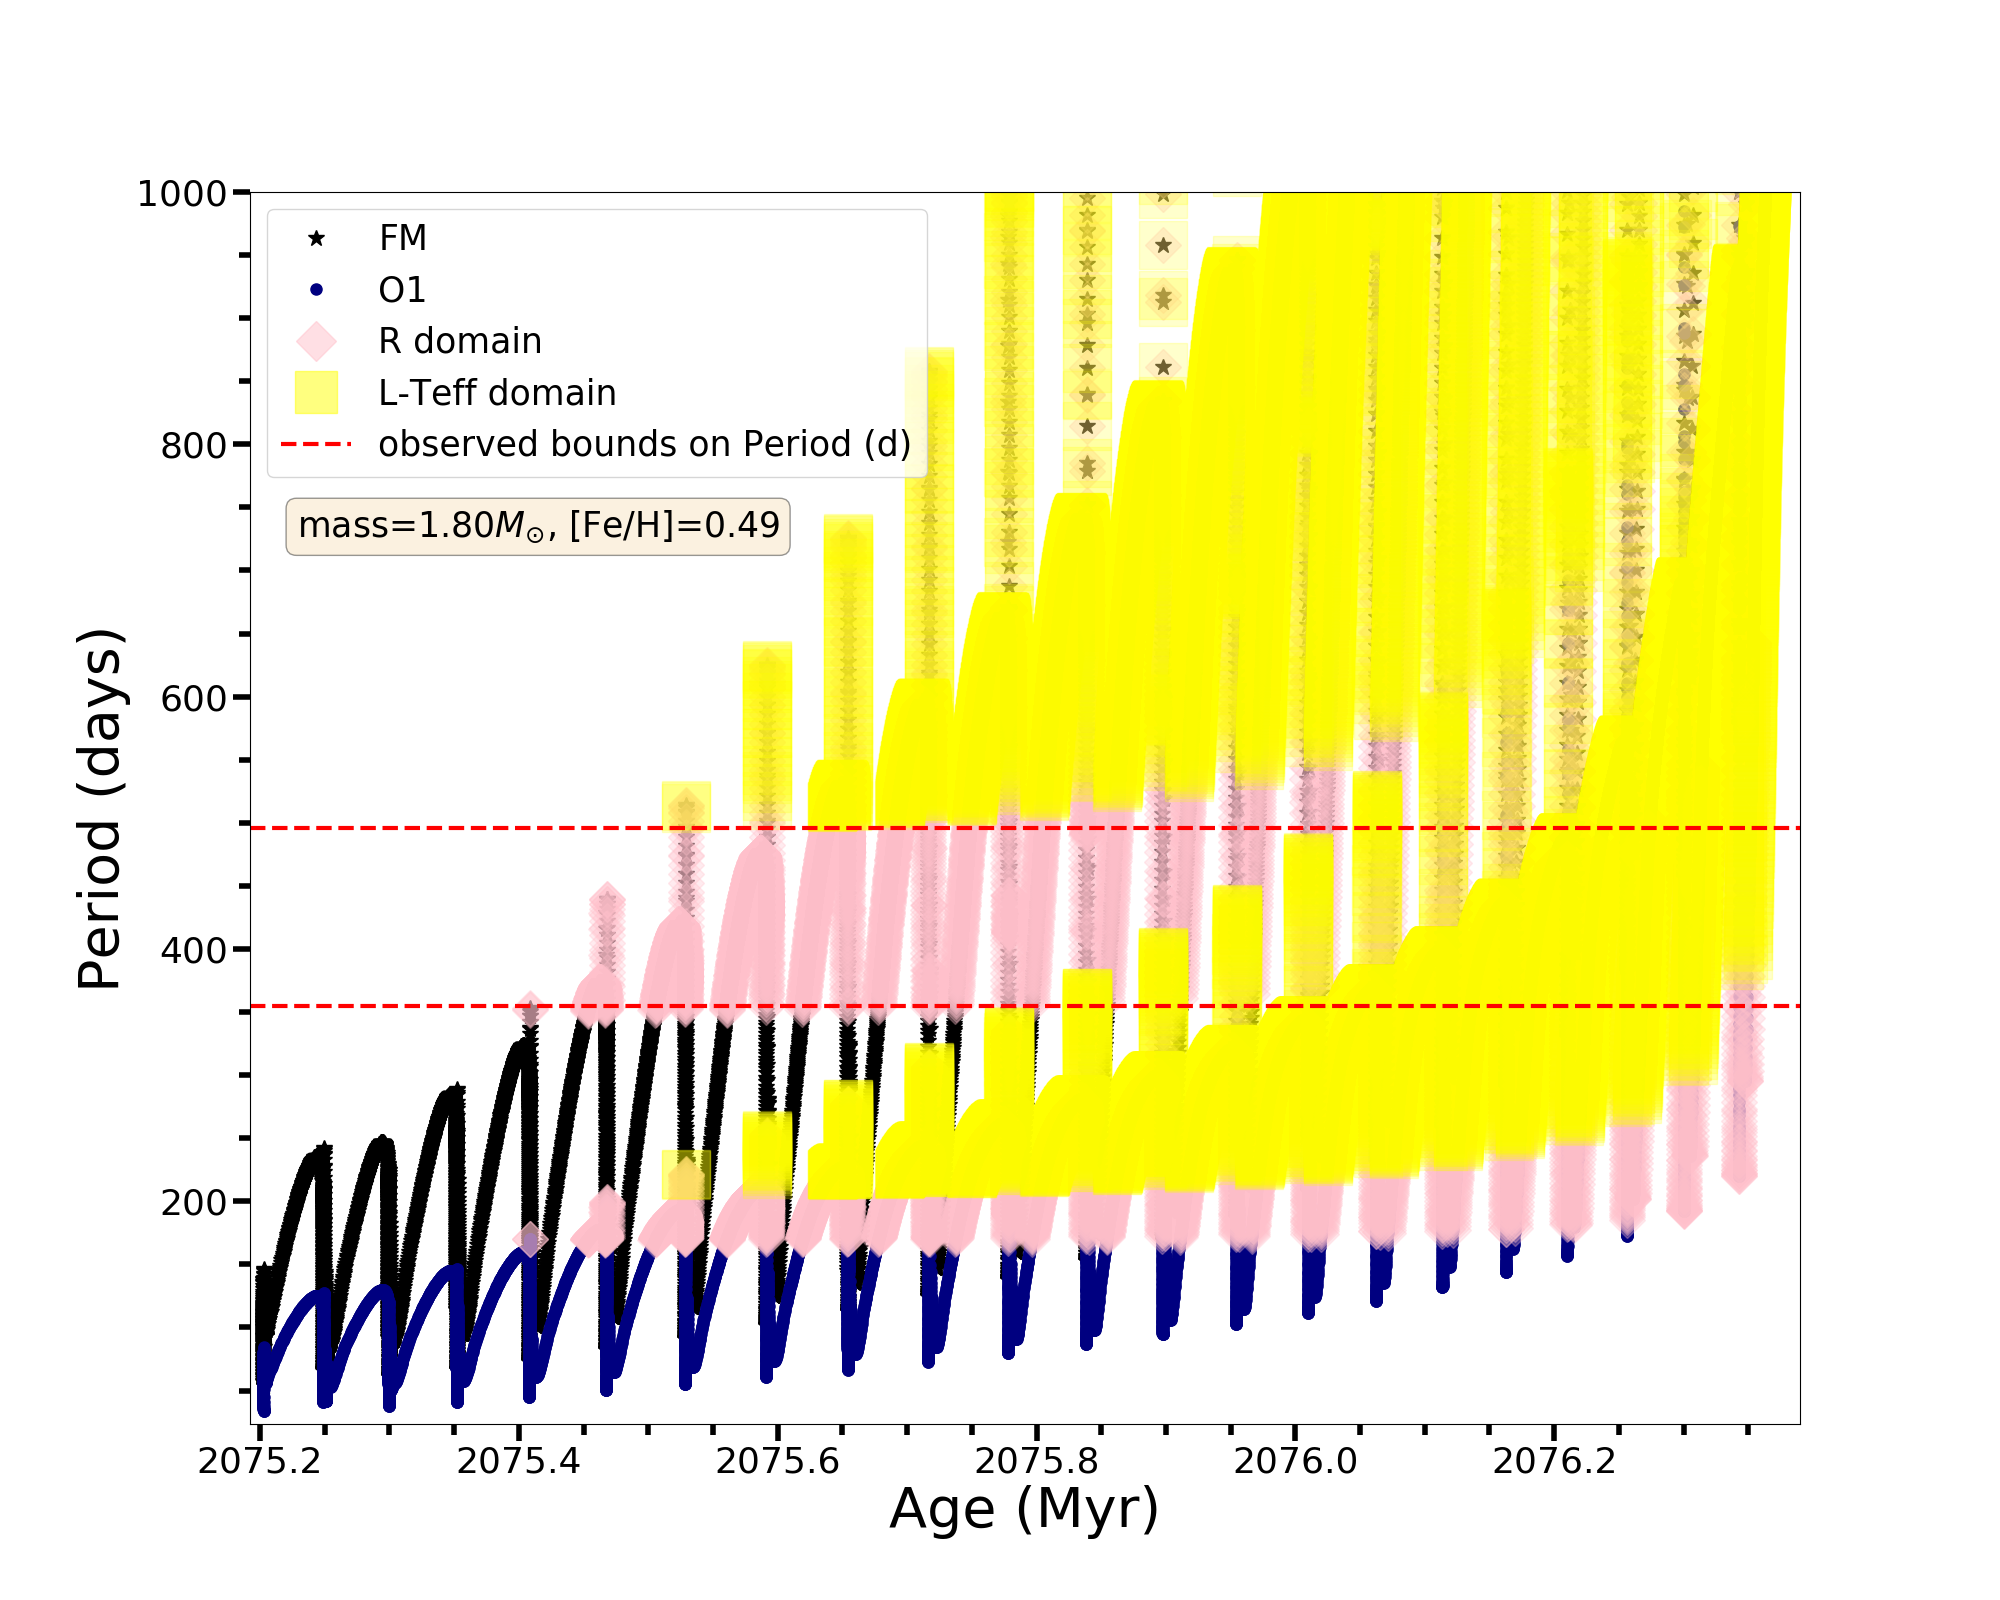 1000
800
600
400
200
Period (days)
FM
O1
R domain
L-Teff domain
observed bounds on Period (d)
mass=1.80M⊙, [Fe/H]=0.49
2075.2
2075.4
2075.6
2075.8
2076.0
2076.2
Age (Myr)